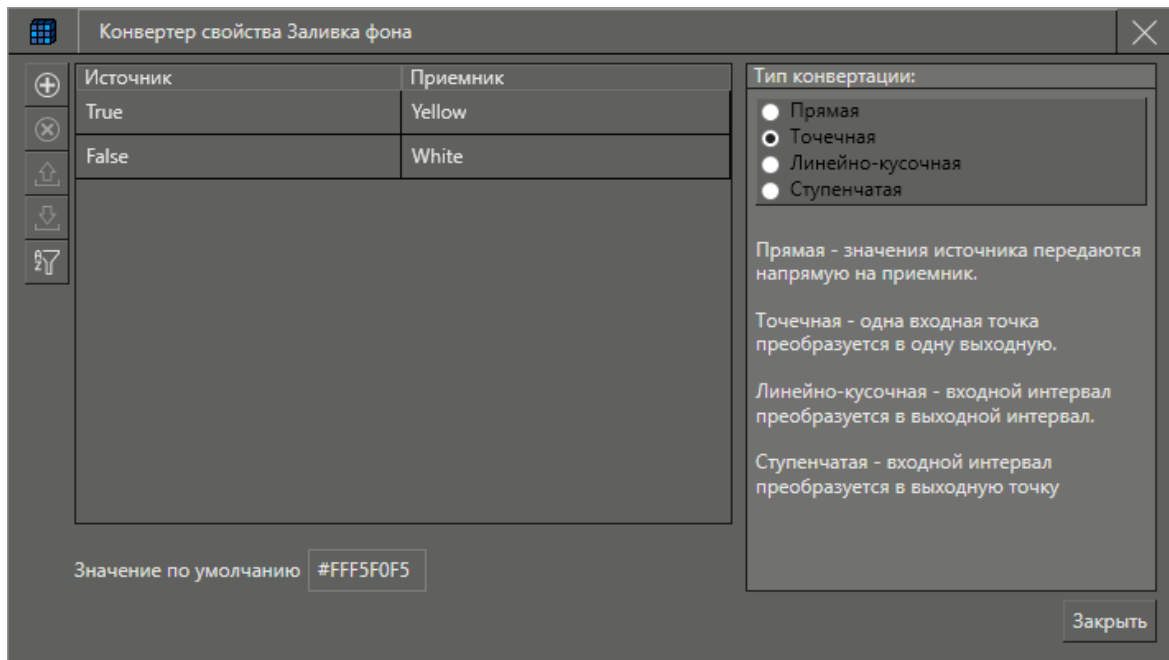 Конвертер свойства Заливка фона
Источник Приемник
True Yellow
False White
Значение по умолчанию #FFF5F0F5
Тип конвертации:
Прямая
Точечная
Линейно-кусочная
Ступенчатая
Прямая - значения источника передаются
напрямую на приемник.
Точечная - одна входная точка
преобразуется в одну выходную.
Линейно-кусочная - входной интервал
преобразуется в выходной интервал.
Ступенчатая - входной интервал
преобразуется в выходную точку
Закрыть